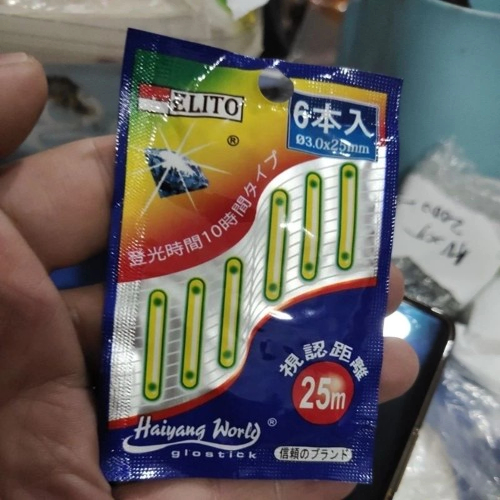 ELITO
®
6本入
Ø3.0x25mm
登光時間10時間タイプ
視認距離
25m
Haiyang World®
glostick
信頼のブランド